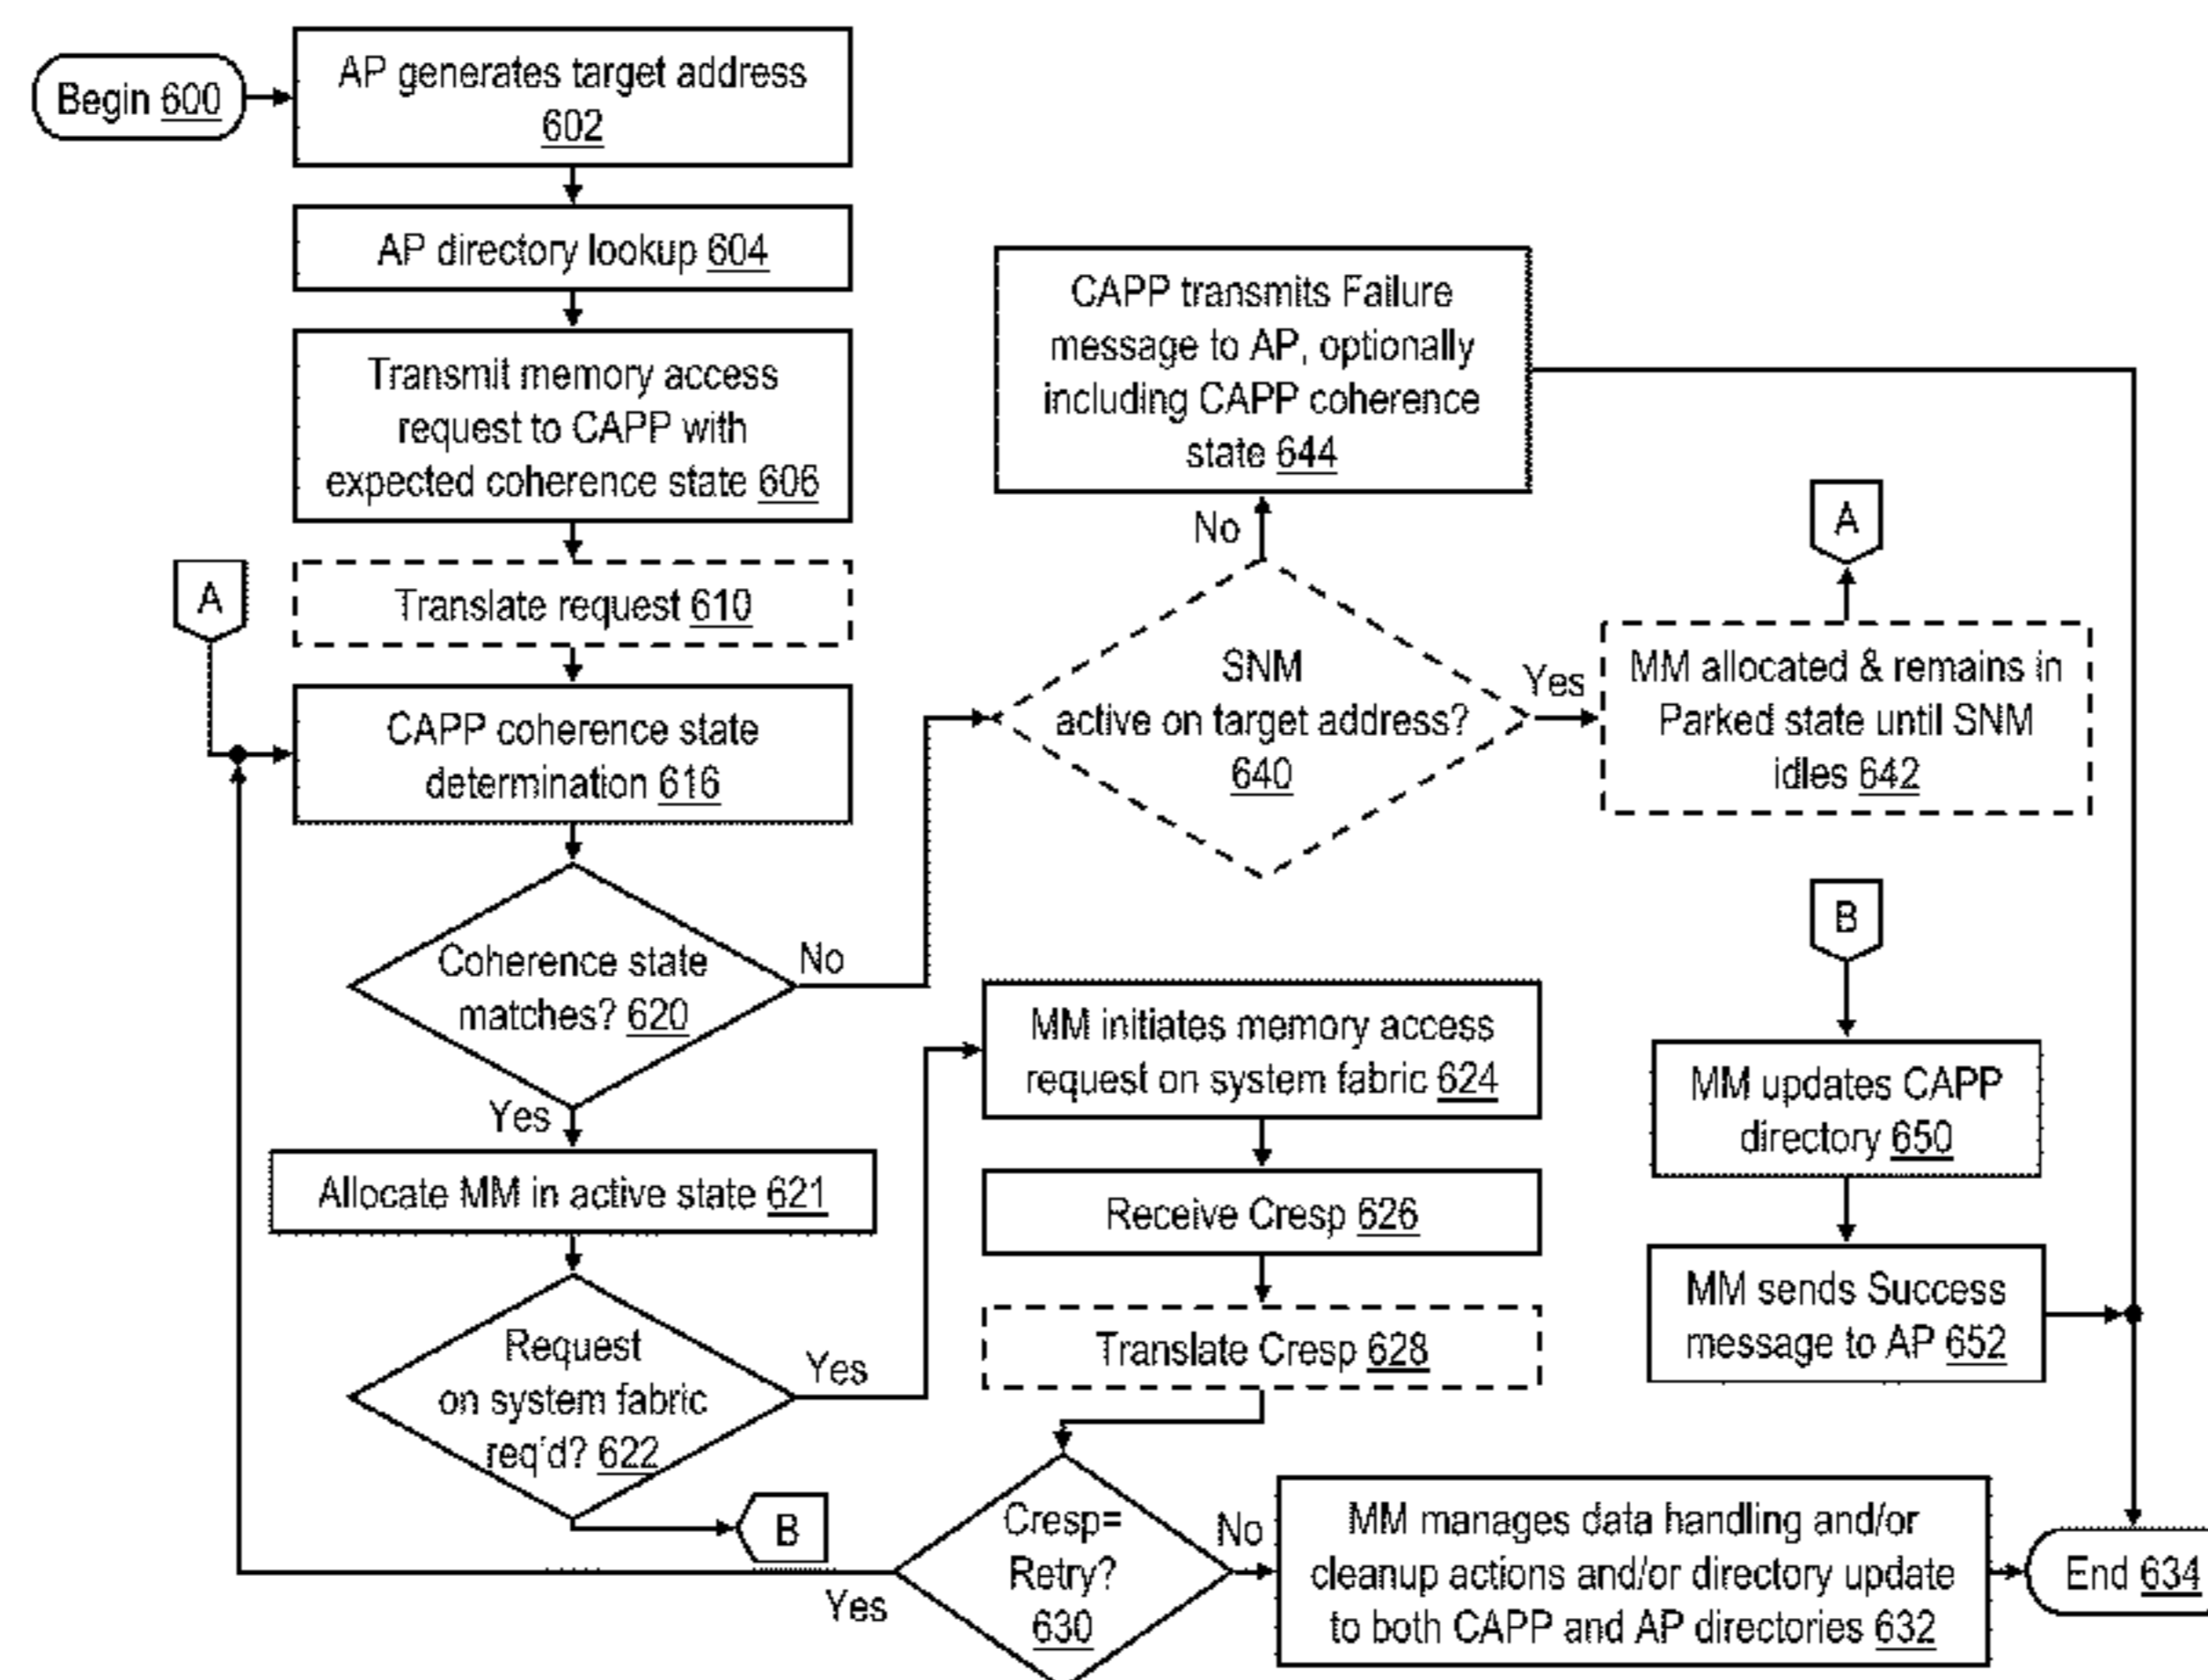 Begin 600
AP generates target address
602
AP directory lookup 604
Transmit memory access
request to CAPP with
expected coherence state 606
A
Translate request 610
CAPP coherence state
determination 616
Coherence state
matches? 620
No
Yes
Allocate MM in active state 621
Request
on system fabric
req'd? 622
Yes
B
CAPP transmits Failure
message to AP, optionally
including CAPP coherence
state 644
No
SNM
active on target address?
640
Yes
MM allocated & remains in
Parked state until SNM
idles 642
A
MM initiates memory access
request on system fabric 624
Receive Cresp 626
Translate Cresp 628
Cresp=
Retry?
630
Yes
No
MM manages data handling and/or
cleanup actions and/or directory update
to both CAPP and AP directories 632
B
MM updates CAPP
directory 650
MM sends Success
message to AP 652
End 634